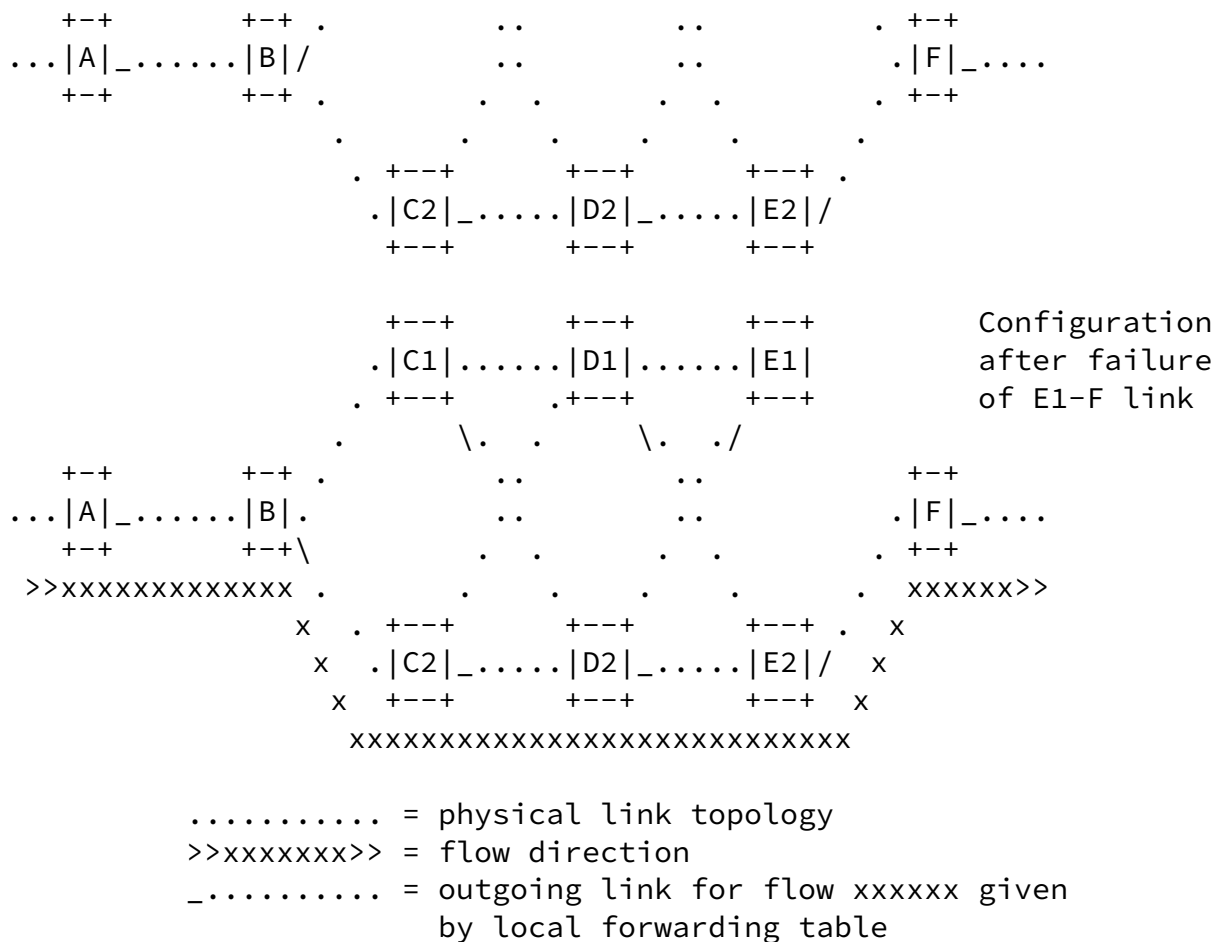 +-+       +-+ .         ..        ..         . +-+
...|A|_......|B|/          ..        ..          .|F|_....
   +-+       +-+ .        .  .      .  .        . +-+
                  .      .    .    .    .      .
                   . +--+      +--+      +--+ .
                    .|C2|_.....|D2|_.....|E2|/
                     +--+      +--+      +--+

                     +--+      +--+      +--+         Configuration
                    .|C1|......|D1|......|E1|         after failure
                   . +--+     .+--+      +--+         of E1-F link
                  .      \.  .      \.  ./
   +-+       +-+ .         ..        ..           +-+
...|A|_......|B|.          ..        ..          .|F|_....
   +-+       +-+\         .  .      .  .        . +-+
 >>xxxxxxxxxxxxx .       .    .    .    .      .  xxxxxx>>
                x  . +--+      +--+      +--+ .  x
                 x  .|C2|_.....|D2|_.....|E2|/  x
                  x  +--+      +--+      +--+  x
                   xxxxxxxxxxxxxxxxxxxxxxxxxxxx

          ........... = physical link topology
          >>xxxxxxx>> = flow direction
          _.......... = outgoing link for flow xxxxxx given
                        by local forwarding table